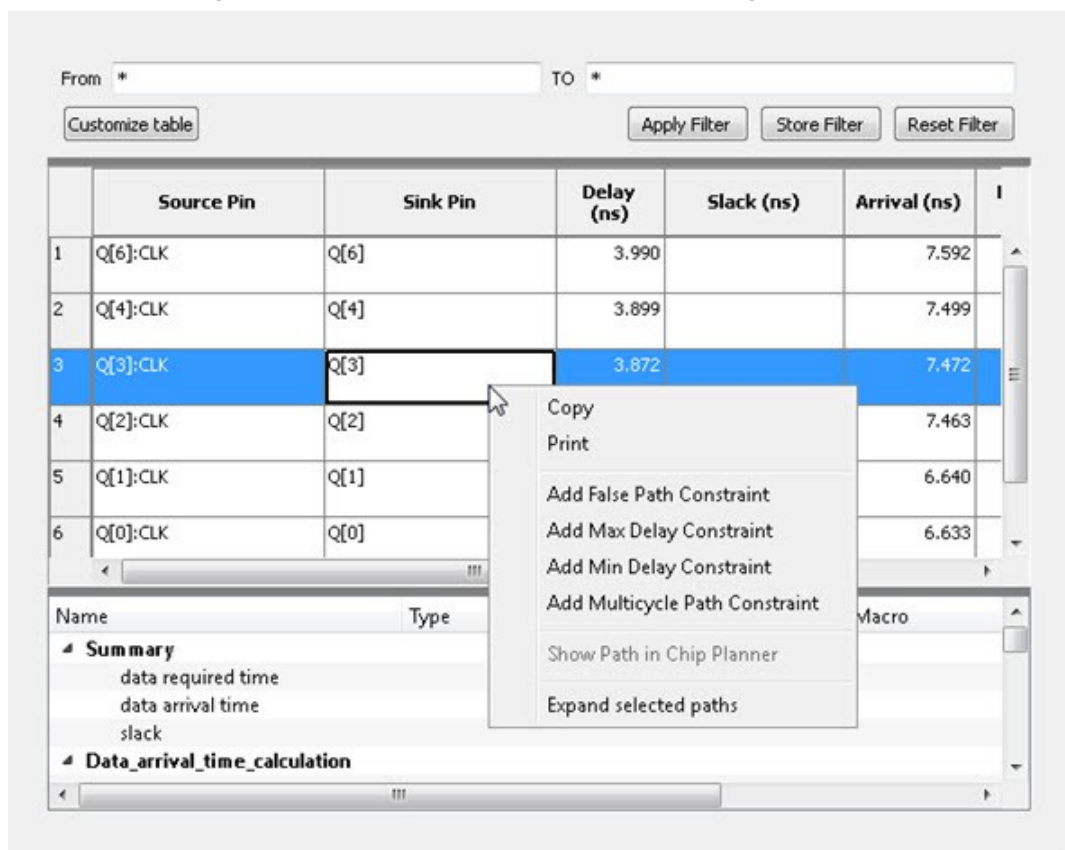 From * TO *
Customize table Apply Filter Store Filter Reset Filter
Source Pin Sink Pin Delay (ns) Slack (ns) Arrival (ns)
1 Q[6]:CLK Q[6] 3.990 7.592
2 Q[4]:CLK Q[4] 3.899 7.499
3 Q[3]:CLK Q[3] 3.872 7.472
4 Q[2]:CLK Q[2] 7.463
5 Q[1]:CLK Q[1] 6.640
6 Q[0]:CLK Q[0] 6.633
Copy
Print
Add False Path Constraint
Add Max Delay Constraint
Add Min Delay Constraint
Add Multicycle Path Constraint
Show Path in Chip Planner
Expand selected paths
Name Type Macro
Summary
data required time
data arrival time
slack
Data_arrival_time_calculation